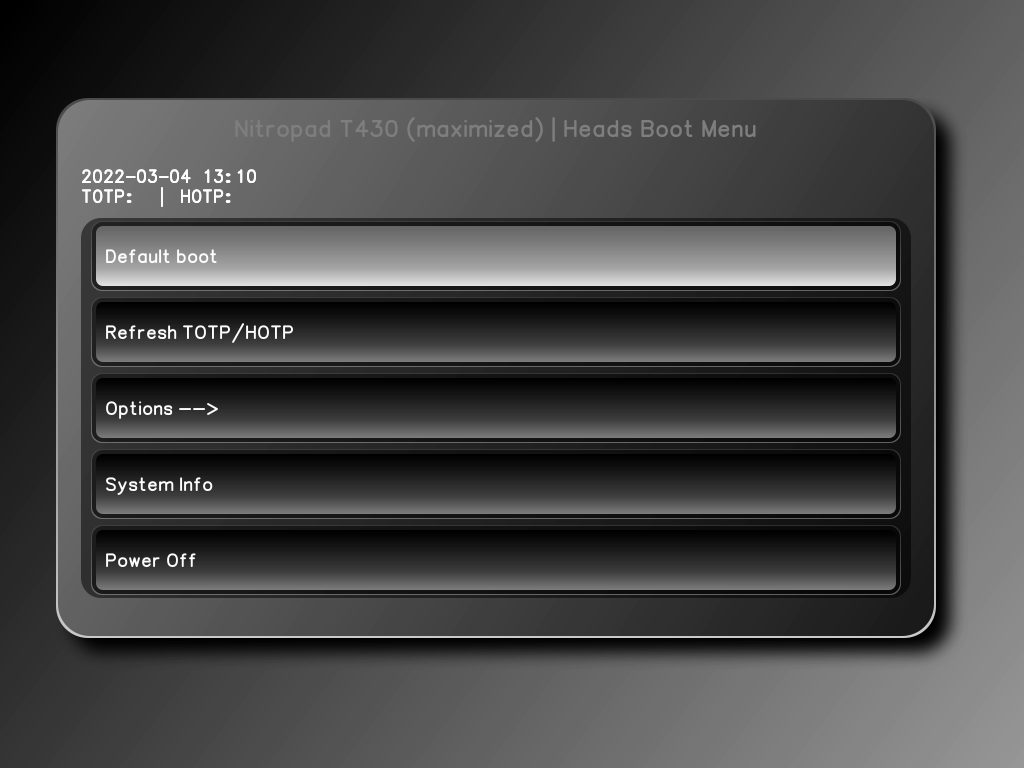 Nitropad T430 (maximized) | Heads Boot Menu
2022-03-04 13:10
TOTP:  | HOTP:
Default boot
Refresh TOTP/HOTP
Options -->
System Info
Power Off